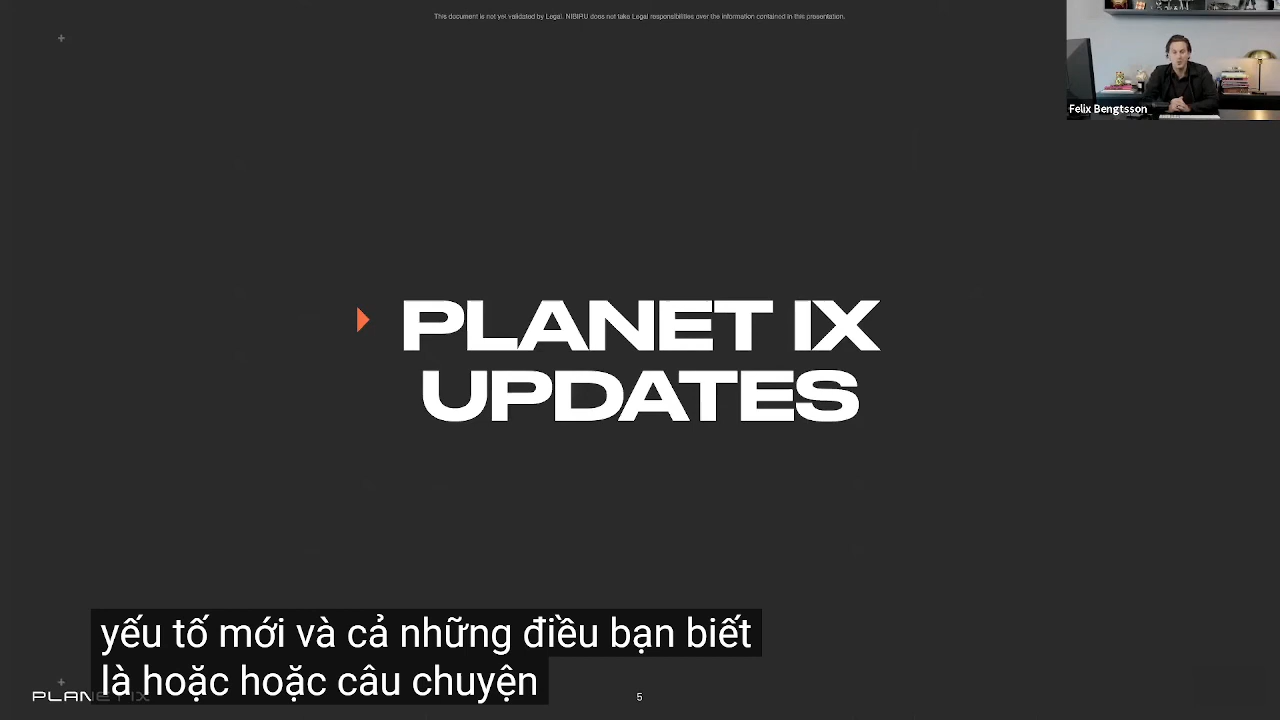 This document is not yet validated by Legal. NIBIRU does not take Legal responsibilities over the information contained in this presentation.
Felix Bengtsson
PLANET IX
UPDATES
yếu tố mới và cả những điều bạn biết
là hoặc hoặc câu chuyện
PLANET IX
5